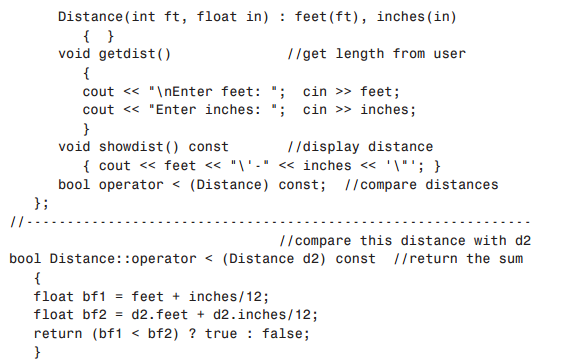 Distance(int ft, float in) : feet(ft), inches(in)
{ }
void getdist() //get length from user
{
cout << "\nEnter feet: "; cin >> feet;
cout << "Enter inches: "; cin >> inches;
}
void showdist() const //display distance
{ cout << feet << "\'-" << inches << '\"'; }
bool operator < (Distance) const; //compare distances
};
//--------------------------------------------------------------
//compare this distance with d2
bool Distance::operator < (Distance d2) const //return the sum
{
float bf1 = feet + inches/12;
float bf2 = d2.feet + d2.inches/12;
return (bf1 < bf2) ? true : false;
}